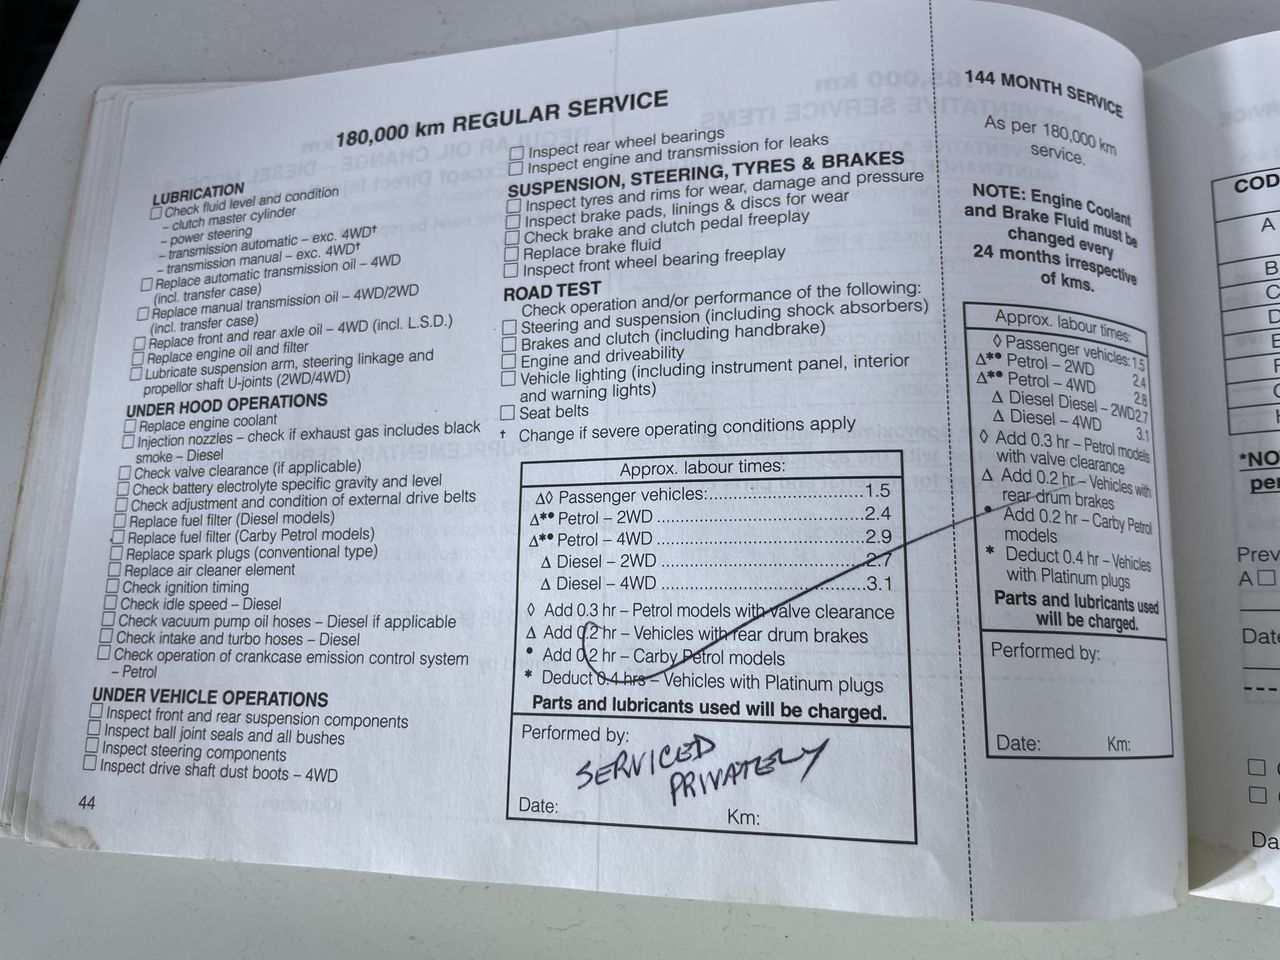 180,000 km REGULAR SERVICE
LUBRICATION
Check fluid level and condition
– clutch master cylinder
– power steering
– transmission automatic – exc. 4WD†
– transmission manual – exc. 4WD†
Replace automatic transmission oil – 4WD
(incl. transfer case)
Replace manual transmission oil – 4WD/2WD
(incl. transfer case)
Replace front and rear axle oil – 4WD (incl. L.S.D.)
Replace engine oil and filter
Lubricate suspension arm, steering linkage and
propellor shaft U-joints (2WD/4WD)
UNDER HOOD OPERATIONS
Replace engine coolant
Injection nozzles – check if exhaust gas includes black
smoke – Diesel
Check valve clearance (if applicable)
Check battery electrolyte specific gravity and level
Check adjustment and condition of external drive belts
Replace fuel filter (Diesel models)
Replace fuel filter (Carby Petrol models)
Replace spark plugs (conventional type)
Replace air cleaner element
Check ignition timing
Check idle speed – Diesel
Check vacuum pump oil hoses – Diesel if applicable
Check intake and turbo hoses – Diesel
Check operation of crankcase emission control system
– Petrol
UNDER VEHICLE OPERATIONS
Inspect front and rear suspension components
Inspect ball joint seals and all bushes
Inspect steering components
Inspect drive shaft dust boots – 4WD
44
Inspect rear wheel bearings
Inspect engine and transmission for leaks
SUSPENSION, STEERING, TYRES & BRAKES
Inspect tyres and rims for wear, damage and pressure
Inspect brake pads, linings & discs for wear
Check brake and clutch pedal freeplay
Replace brake fluid
Inspect front wheel bearing freeplay
ROAD TEST
Check operation and/or performance of the following:
Steering and suspension (including shock absorbers)
Brakes and clutch (including handbrake)
Engine and driveability
Vehicle lighting (including instrument panel, interior
and warning lights)
Seat belts
† Change if severe operating conditions apply
Approx. labour times:
Δ◊ Passenger vehicles:..............................1.5
Δ*• Petrol – 2WD ........................................2.4
Δ*• Petrol – 4WD ........................................2.9
Δ Diesel – 2WD ........................................2.7
Δ Diesel – 4WD ........................................3.1
◊ Add 0.3 hr – Petrol models with valve clearance
Δ Add 0.2 hr – Vehicles with rear drum brakes
• Add 0.2 hr – Carby Petrol models
* Deduct 0.4 hrs – Vehicles with Platinum plugs
Parts and lubricants used will be charged.
Performed by:
SERVICED
PRIVATELY
Date: Km:
144 MONTH SERVICE
As per 180,000 km
service.
NOTE: Engine Coolant
and Brake Fluid must be
changed every
24 months irrespective
of kms.
Approx. labour times:
◊ Passenger vehicles: 1.5
Δ*• Petrol – 2WD 2.4
Δ*• Petrol – 4WD 2.8
Δ Diesel Diesel – 2WD 2.7
Δ Diesel – 4WD 3.1
◊ Add 0.3 hr – Petrol models
with valve clearance
Δ Add 0.2 hr – Vehicles with
rear drum brakes
• Add 0.2 hr – Carby Petrol
models
* Deduct 0.4 hr – Vehicles
with Platinum plugs
Parts and lubricants used
will be charged.
Performed by:
Date: Km:
COD
A
B
*NO
per
Prev
A
Date
Da